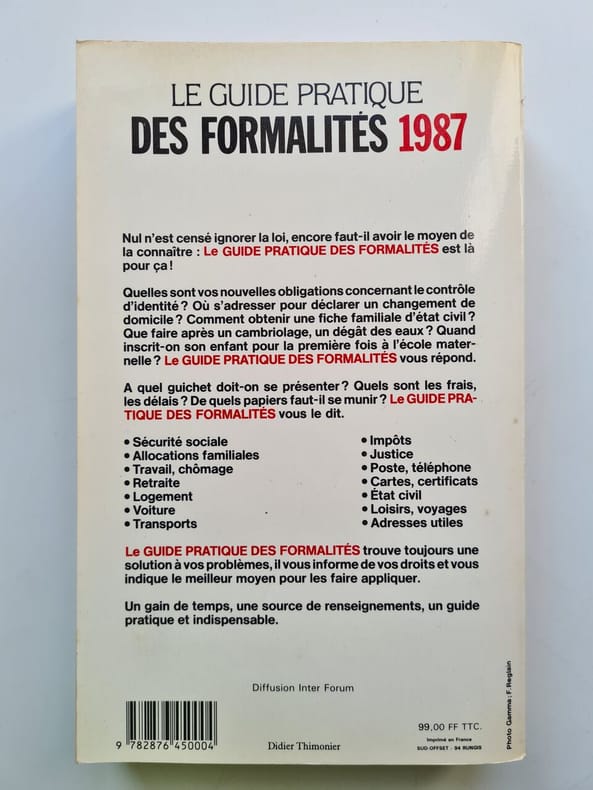 LE GUIDE PRATIQUE
DES FORMALITÉS 1987
Nul n'est censé ignorer la loi, encore faut-il avoir le moyen de
la connaître : Le GUIDE PRATIQUE DES FORMALITÉS est là
pour ça !
Quelles sont vos nouvelles obligations concernant le contrôle
d'identité ? Où s'adresser pour déclarer un changement de
domicile ? Comment obtenir une fiche familiale d'état civil ?
Que faire après un cambriolage, un dégât des eaux ? Quand
inscrit-on son enfant pour la première fois à l'école mater-
nelle ? Le GUIDE PRATIQUE DES FORMALITÉS vous répond.
A quel guichet doit-on se présenter ? Quels sont les frais,
les délais ? De quels papiers faut-il se munir ? Le GUIDE PRA-
TIQUE DES FORMALITÉS vous le dit.
• Sécurité sociale
• Allocations familiales
• Travail, chômage
• Retraite
• Logement
• Voiture
• Transports
• Impôts
• Justice
• Poste, téléphone
• Cartes, certificats
• État civil
• Loisirs, voyages
• Adresses utiles
Le GUIDE PRATIQUE DES FORMALITÉS trouve toujours une
solution à vos problèmes, il vous informe de vos droits et vous
indique le meilleur moyen pour les faire appliquer.
Un gain de temps, une source de renseignements, un guide
pratique et indispensable.
Diffusion Inter Forum
9 782876 450004
Didier Thimonier
99,00 FF TTC.
Imprimé en France
SUD-OFFSET - 94 RUNGIS
Photo Gamma : F. Reglain